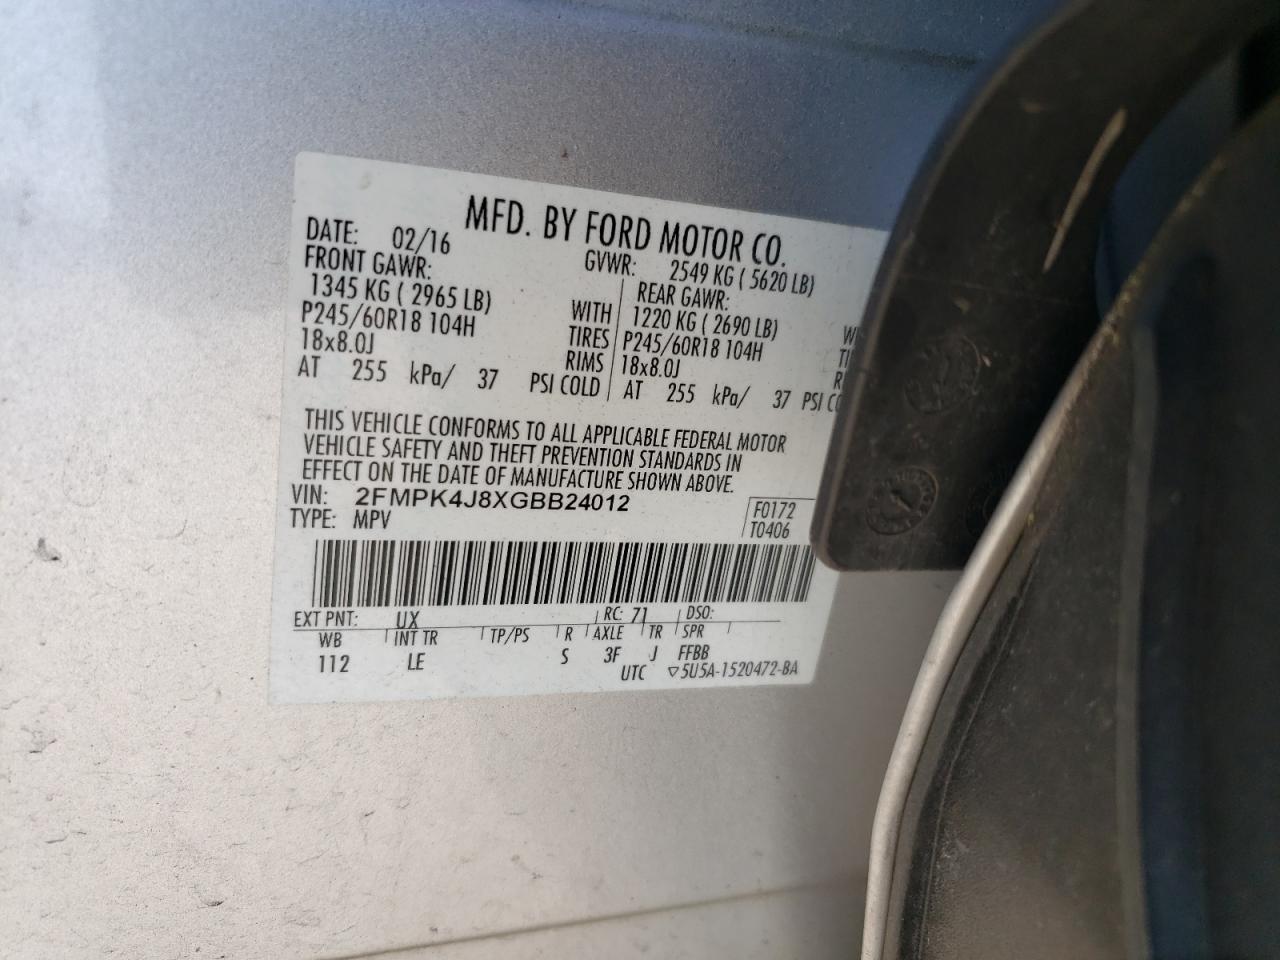 MFD. BY FORD MOTOR CO.
DATE: 02/16 GVWR: 2549 KG ( 5620 LB)
FRONT GAWR: REAR GAWR:
1345 KG ( 2965 LB) WITH 1220 KG ( 2690 LB)
P245/60R18 104H TIRES P245/60R18 104H
18x8.0J RIMS 18x8.0J
AT 255 kPa/ 37 PSI COLD AT 255 kPa/ 37 PSI
THIS VEHICLE CONFORMS TO ALL APPLICABLE FEDERAL MOTOR
VEHICLE SAFETY AND THEFT PREVENTION STANDARDS IN
EFFECT ON THE DATE OF MANUFACTURE SHOWN ABOVE.
VIN: 2FMPK4J8XGBB24012 F0172
TYPE: MPV T0406
EXT PNT: UX RC: 71 DSO:
WB INT TR TP/PS R AXLE TR SPR
112 LE S 3F J FFBB
UTC ▽5U5A-1520472-BA